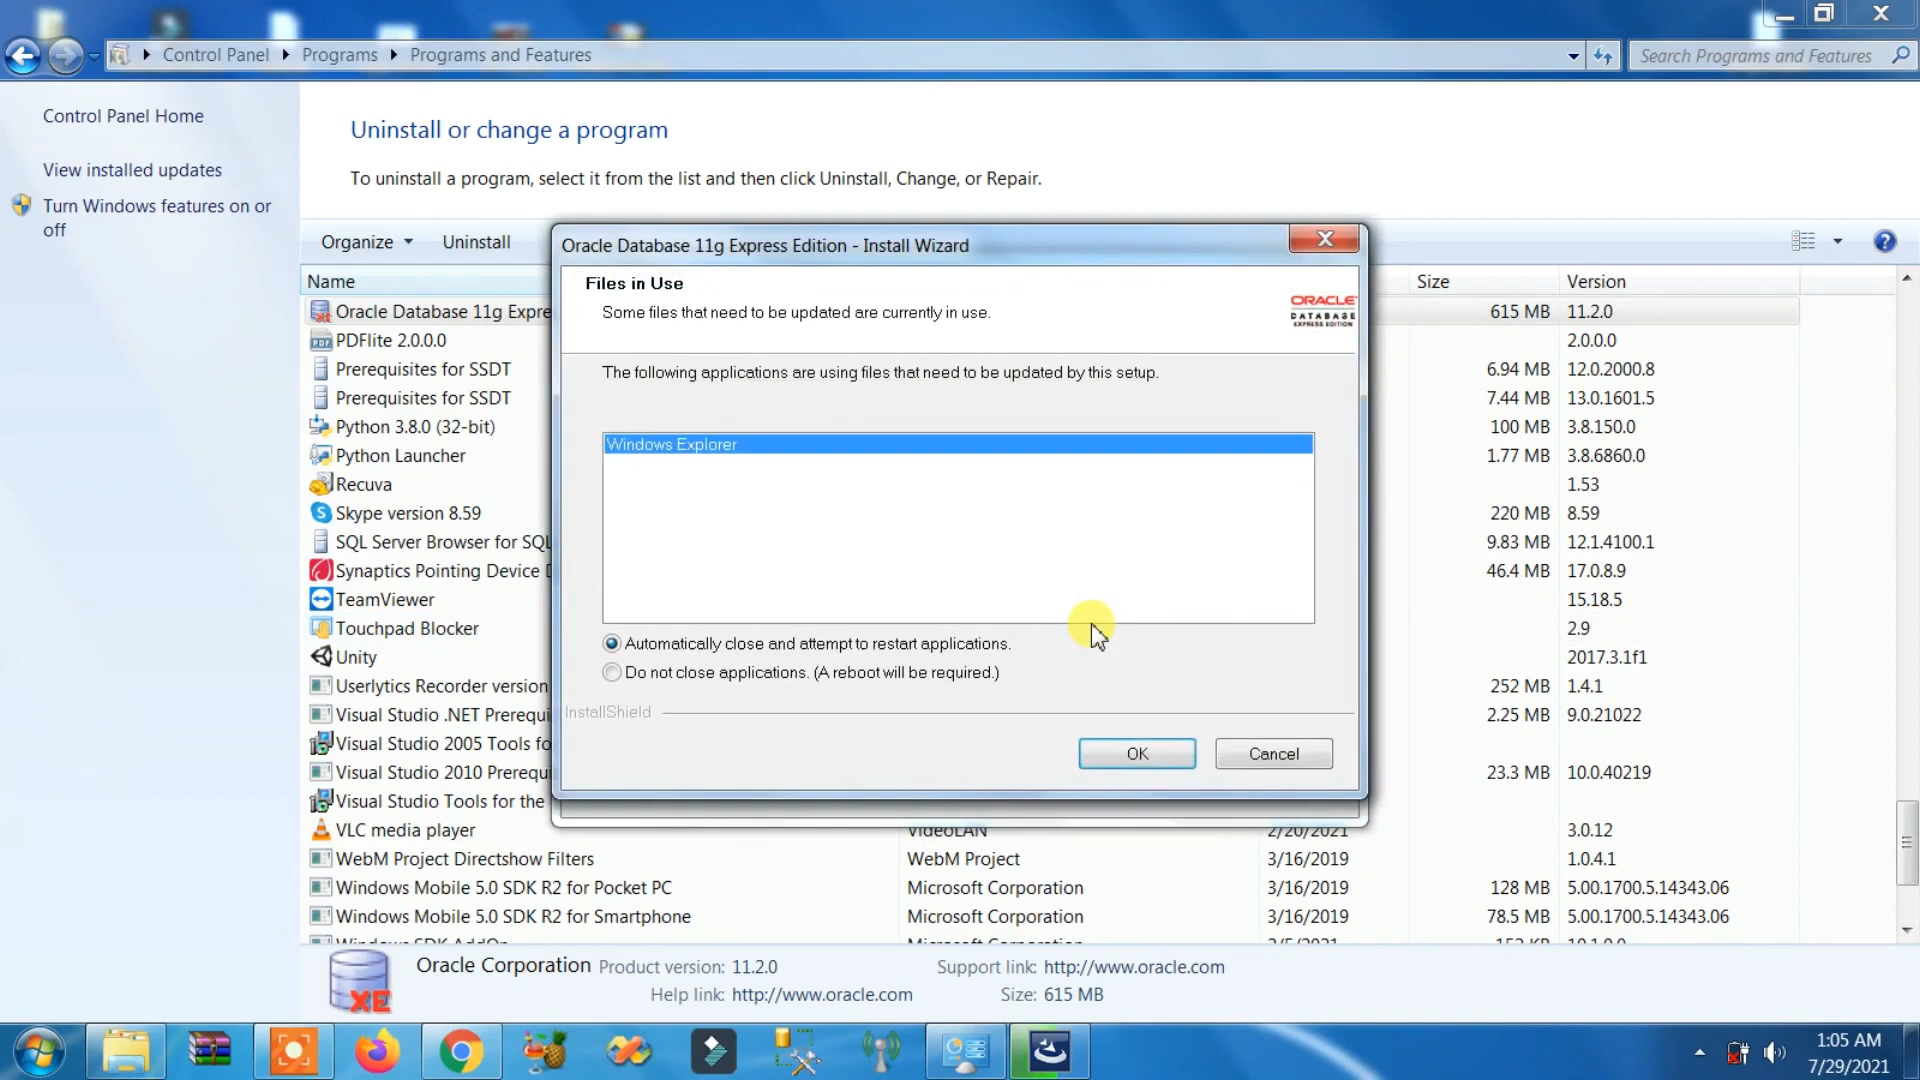 Control Panel ▸ Programs ▸ Programs and Features
Search Programs and Features
Control Panel Home
View installed updates
Turn Windows features on or
off
Uninstall or change a program
To uninstall a program, select it from the list and then click Uninstall, Change, or Repair.
Organize
Uninstall
Name
Size
Version
Oracle Database 11g Expre
615 MB
11.2.0
PDFlite 2.0.0.0
2.0.0.0
Prerequisites for SSDT
6.94 MB
12.0.2000.8
Prerequisites for SSDT
7.44 MB
13.0.1601.5
Python 3.8.0 (32-bit)
100 MB
3.8.150.0
Python Launcher
1.77 MB
3.8.6860.0
Recuva
1.53
Skype version 8.59
220 MB
8.59
SQL Server Browser for SQL
9.83 MB
12.1.4100.1
Synaptics Pointing Device D
46.4 MB
17.0.8.9
TeamViewer
15.18.5
Touchpad Blocker
2.9
Unity
2017.3.1f1
Userlytics Recorder version
252 MB
1.4.1
Visual Studio .NET Prerequi
2.25 MB
9.0.21022
Visual Studio 2005 Tools fo
Visual Studio 2010 Prerequi
23.3 MB
10.0.40219
Visual Studio Tools for the
VLC media player
VideoLAN
2/20/2021
3.0.12
WebM Project Directshow Filters
WebM Project
3/16/2019
1.0.4.1
Windows Mobile 5.0 SDK R2 for Pocket PC
Microsoft Corporation
3/16/2019
128 MB
5.00.1700.5.14343.06
Windows Mobile 5.0 SDK R2 for Smartphone
Microsoft Corporation
3/16/2019
78.5 MB
5.00.1700.5.14343.06
Windows SDK AddOn
Microsoft Corporation
Oracle Database 11g Express Edition - Install Wizard
Files in Use
Some files that need to be updated are currently in use.
ORACLE
DATABASE
EXPRESS EDITION
The following applications are using files that need to be updated by this setup.
Windows Explorer
Automatically close and attempt to restart applications.
Do not close applications. (A reboot will be required.)
InstallShield
OK
Cancel
XE
Oracle Corporation
Product version: 11.2.0
Support link: http://www.oracle.com
Help link: http://www.oracle.com
Size: 615 MB
1:05 AM
7/29/2021